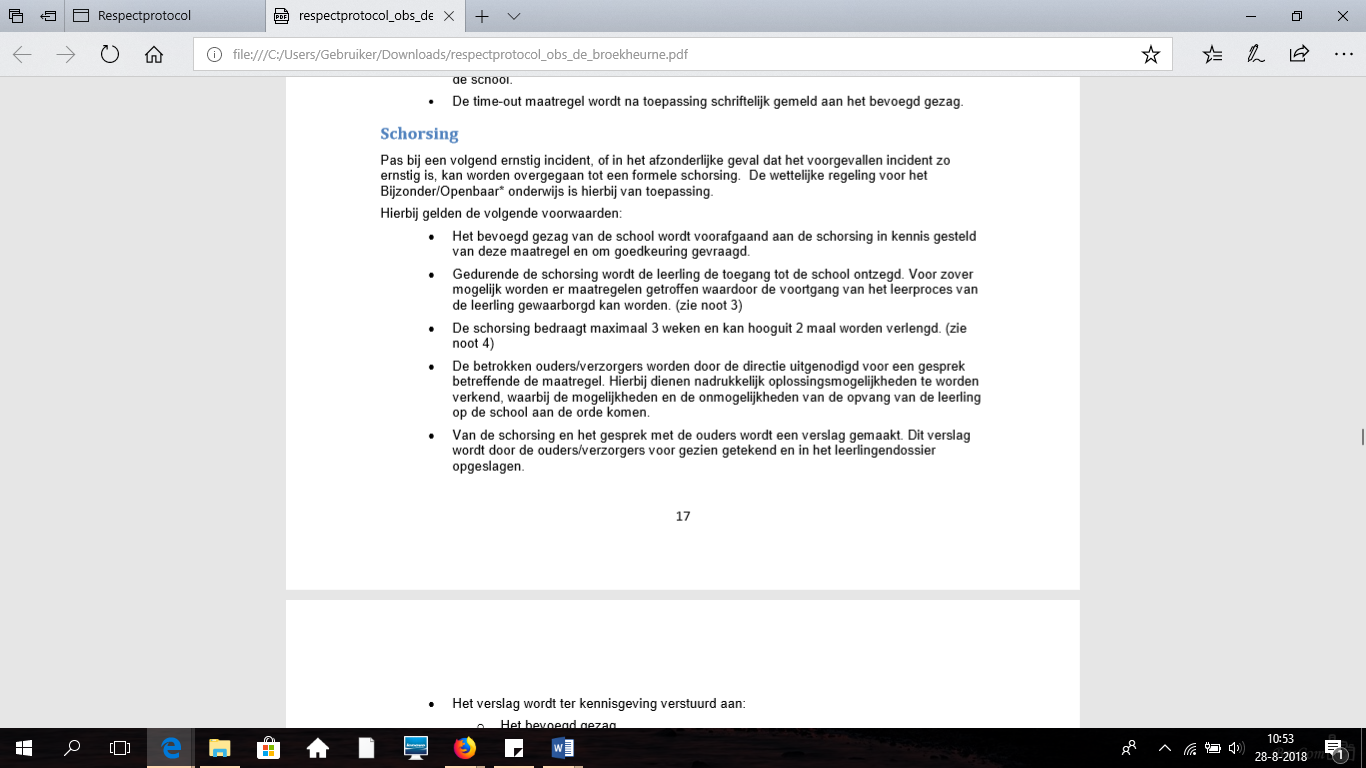 Respectprotocol
respectprotocol_obs_de
file:///C:/Users/Gebruiker/Downloads/respectprotocol_obs_de_broekheurne.pdf
de school.
• De time-out maatregel wordt na toepassing schriftelijk gemeld aan het bevoegd gezag.
Schorsing
Pas bij een volgend ernstig incident, of in het afzonderlijke geval dat het voorgevallen incident zo
ernstig is, kan worden overgegaan tot een formele schorsing. De wettelijke regeling voor het
Bijzonder/Openbaar* onderwijs is hierbij van toepassing.
Hierbij gelden de volgende voorwaarden:
• Het bevoegd gezag van de school wordt voorafgaand aan de schorsing in kennis gesteld
van deze maatregel en om goedkeuring gevraagd.
• Gedurende de schorsing wordt de leerling de toegang tot de school ontzegd. Voor zover
mogelijk worden er maatregelen getroffen waardoor de voortgang van het leerproces van
de leerling gewaarborgd kan worden. (zie noot 3)
• De schorsing bedraagt maximaal 3 weken en kan hooguit 2 maal worden verlengd. (zie
noot 4)
• De betrokken ouders/verzorgers worden door de directie uitgenodigd voor een gesprek
betreffende de maatregel. Hierbij dienen nadrukkelijk oplossingsmogelijkheden te worden
verkend, waarbij de mogelijkheden en de onmogelijkheden van de opvang van de leerling
op de school aan de orde komen.
• Van de schorsing en het gesprek met de ouders wordt een verslag gemaakt. Dit verslag
wordt door de ouders/verzorgers voor gezien getekend en in het leerlingendossier
opgeslagen.
17
• Het verslag wordt ter kennisgeving verstuurd aan:
o Het bevoegd gezag
10:53
28-8-2018
1